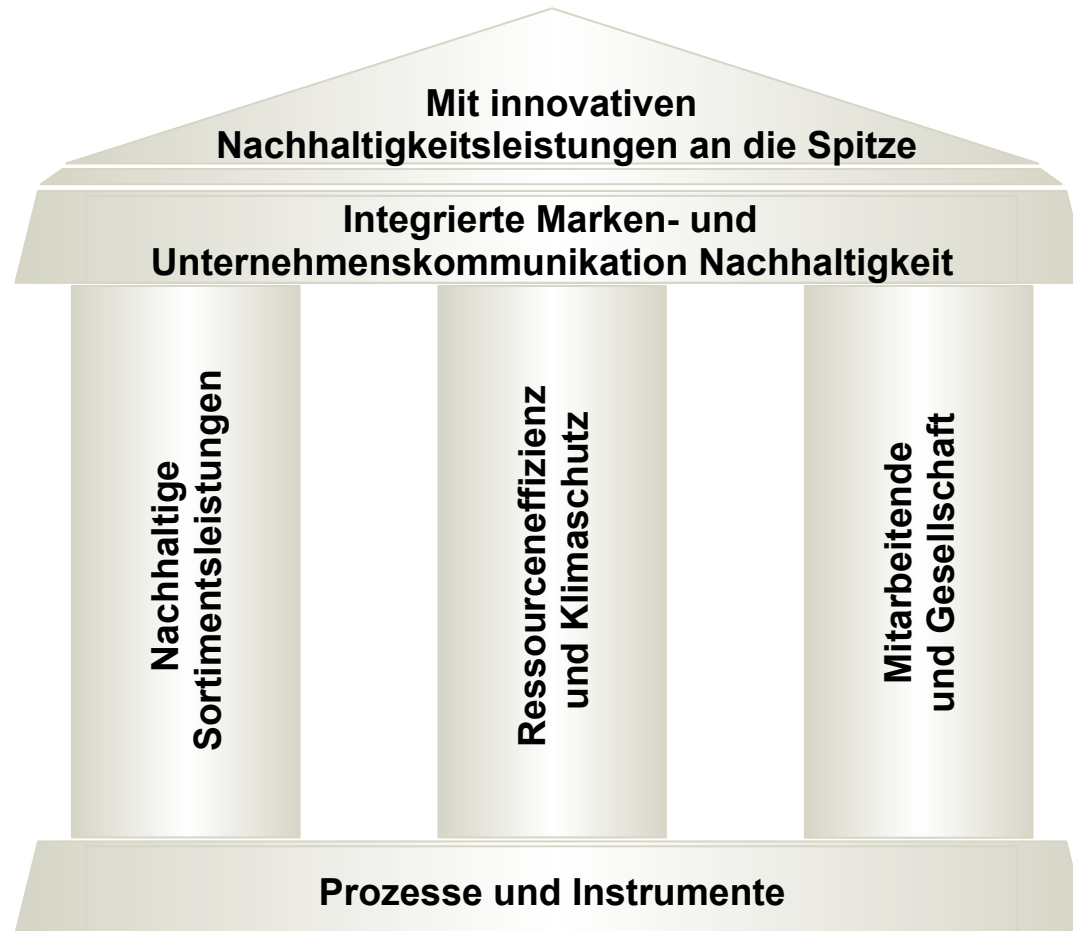 Mit innovativen
Nachhaltigkeitsleistungen an die Spitze
Integrierte Marken- und
Unternehmenskommunikation Nachhaltigkeit
Nachhaltige
Sortimentsleistungen
Ressourceneffizienz
und Klimaschutz
Mitarbeitende
und Gesellschaft
Prozesse und Instrumente